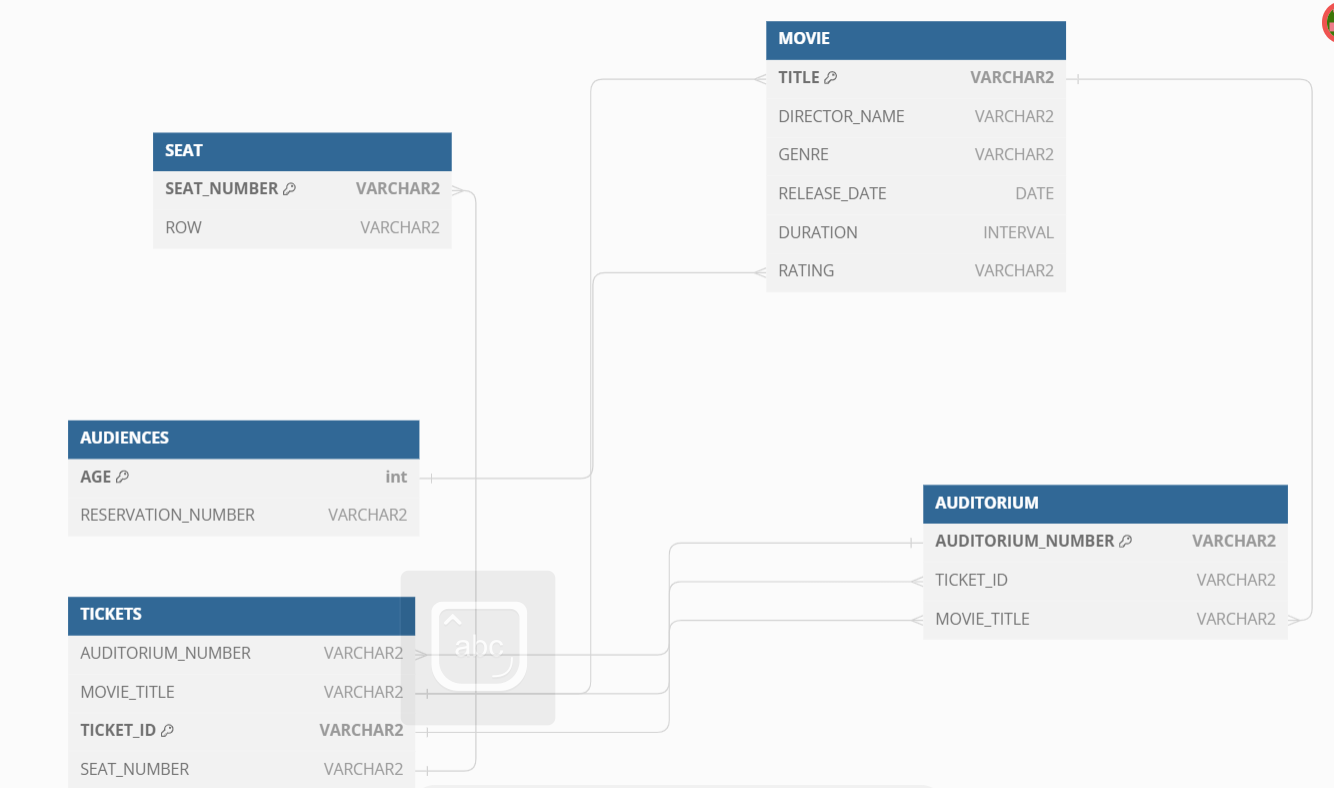 MOVIE
TITLE VARCHAR2
DIRECTOR_NAME VARCHAR2
GENRE VARCHAR2
RELEASE_DATE DATE
DURATION INTERVAL
RATING VARCHAR2
SEAT
SEAT_NUMBER VARCHAR2
ROW VARCHAR2
AUDIENCES
AGE int
RESERVATION_NUMBER VARCHAR2
AUDITORIUM
AUDITORIUM_NUMBER VARCHAR2
TICKET_ID VARCHAR2
MOVIE_TITLE VARCHAR2
TICKETS
AUDITORIUM_NUMBER VARCHAR2
MOVIE_TITLE VARCHAR2
TICKET_ID VARCHAR2
SEAT_NUMBER VARCHAR2
abc